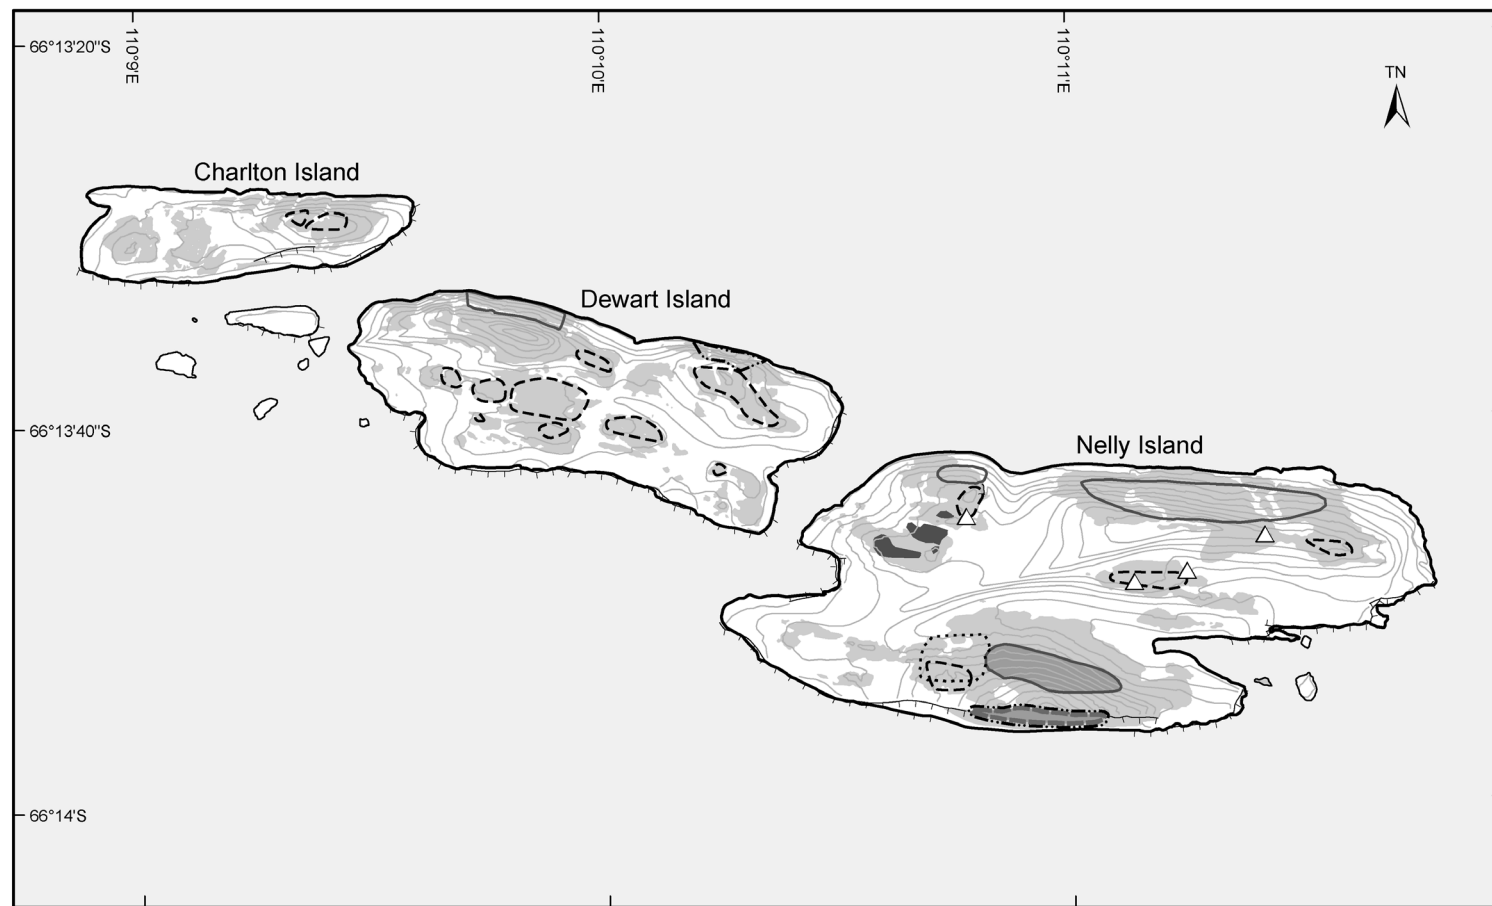 110°9'E
110°10'E
110°11'E
66°13'20"S
TN
Charlton Island
Dewart Island
66°13'40"S
Nelly Island
66°14'S